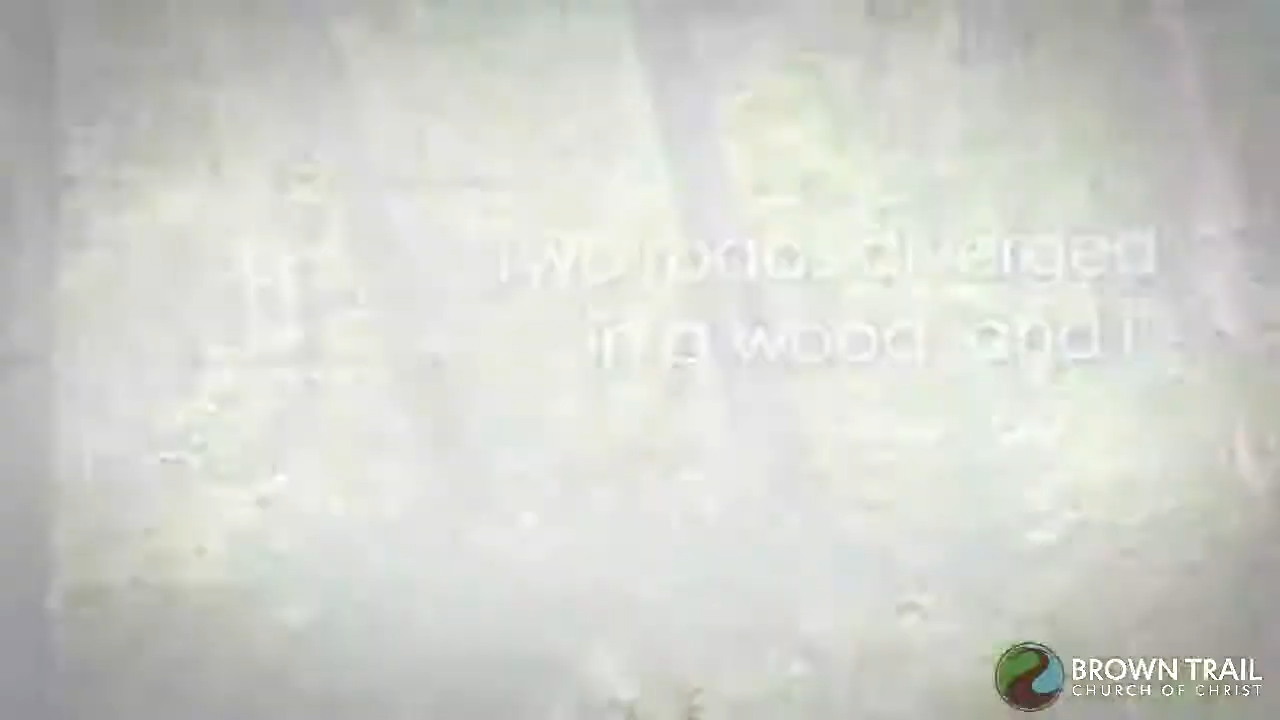 Two roads diverged
in a wood, and I
BROWN TRAIL
CHURCH OF CHRIST